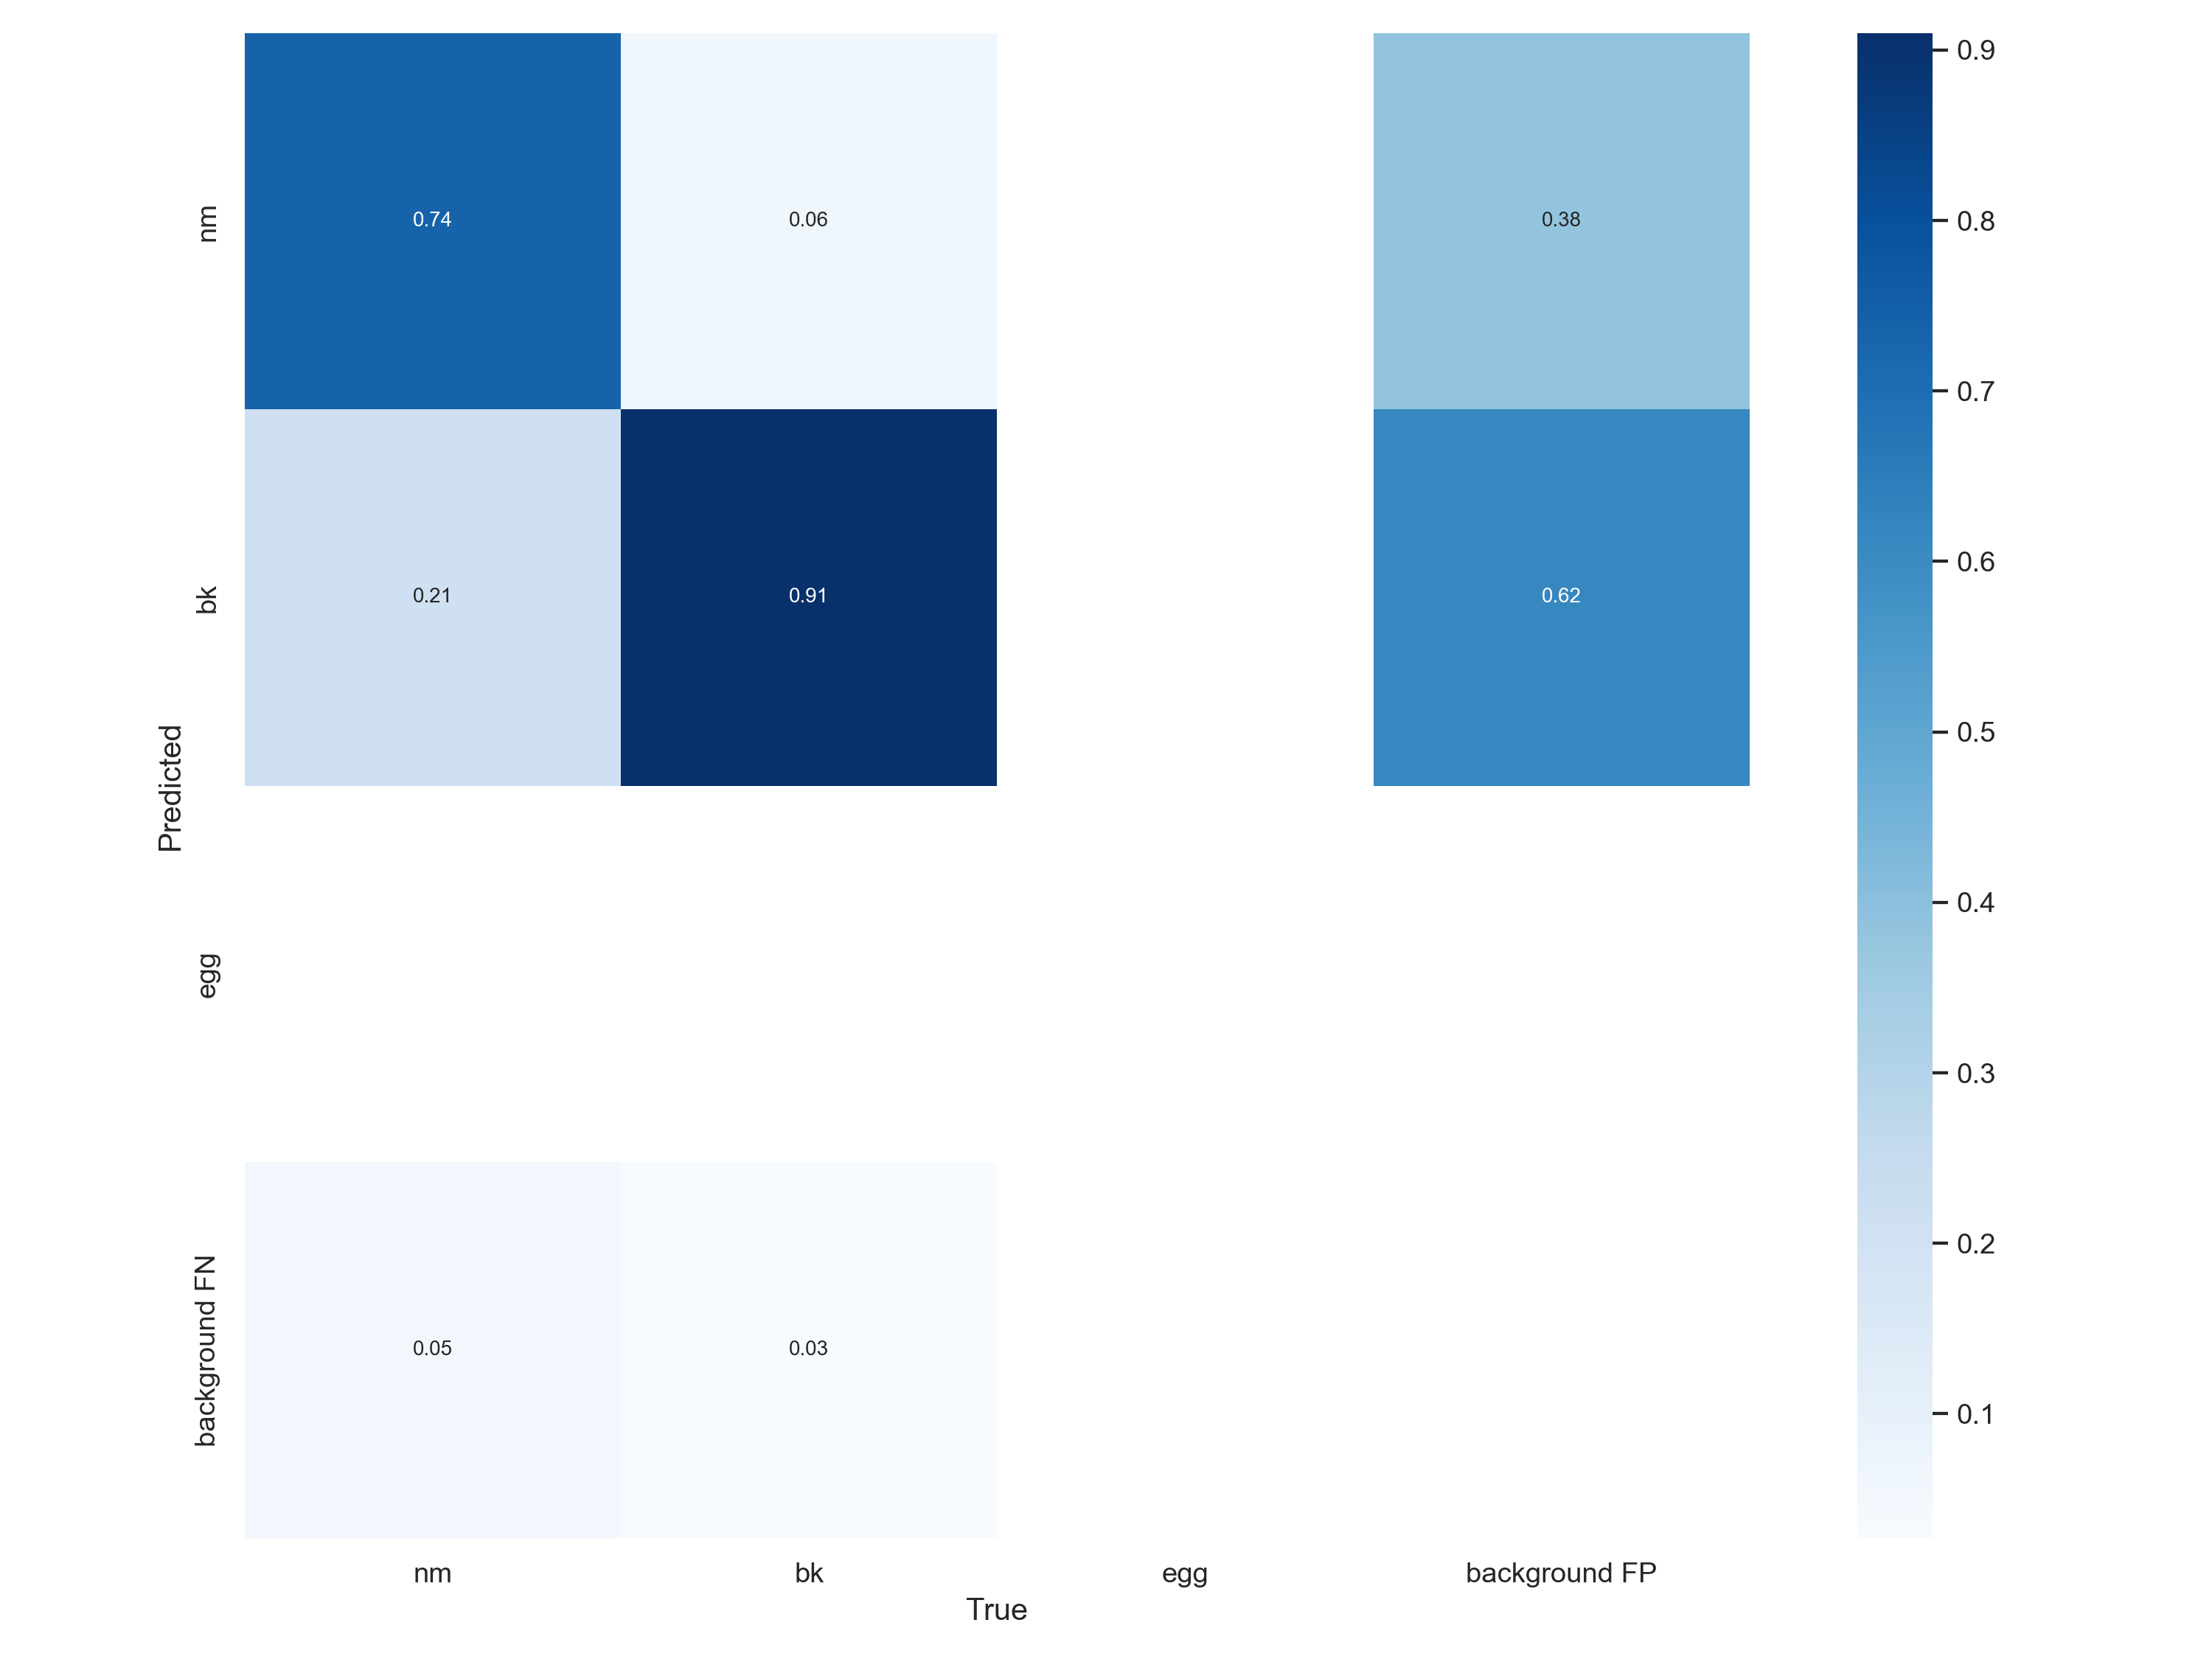 nm 0.74 0.06 0.38
bk 0.21 0.91 0.62
egg
background FN 0.05 0.03
Predicted
nm bk egg background FP
True
0.9
0.8
0.7
0.6
0.5
0.4
0.3
0.2
0.1